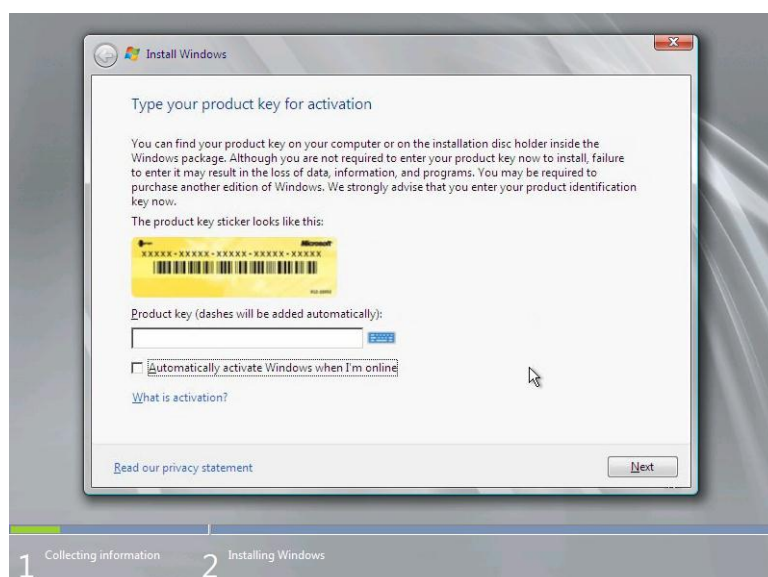 Install Windows
Type your product key for activation
You can find your product key on your computer or on the installation disc holder inside the
Windows package. Although you are not required to enter your product key now to install, failure
to enter it may result in the loss of data, information, and programs. You may be required to
purchase another edition of Windows. We strongly advise that you enter your product identification
key now.
The product key sticker looks like this:
Microsoft
XXXXX-XXXXX-XXXXX-XXXXX-XXXXX
Product key (dashes will be added automatically):
Automatically activate Windows when I'm online
What is activation?
Read our privacy statement
Next
1 Collecting information
2 Installing Windows